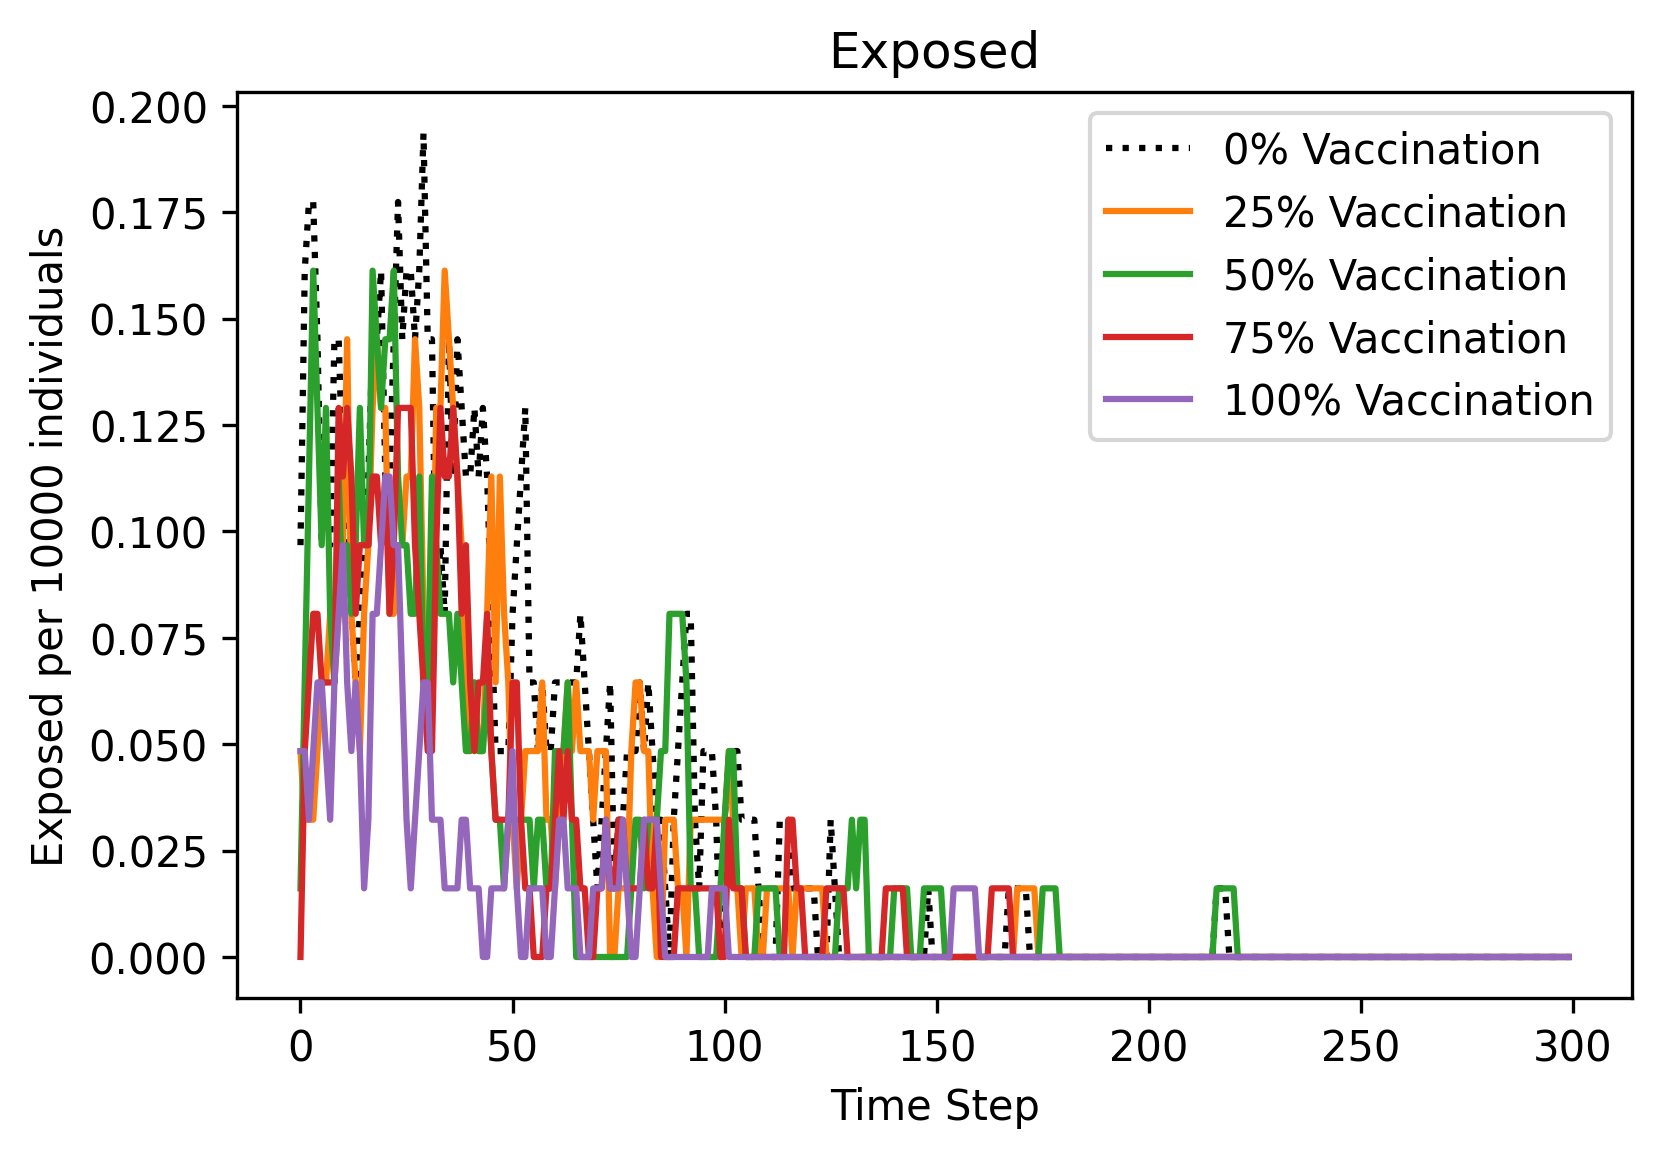 Exposed
0.200
0.175
0.150
0.125
0.100
0.075
0.050
0.025
0.000
Exposed per 10000 individuals
0% Vaccination
25% Vaccination
50% Vaccination
75% Vaccination
100% Vaccination
0 50 100 150 200 250 300
Time Step